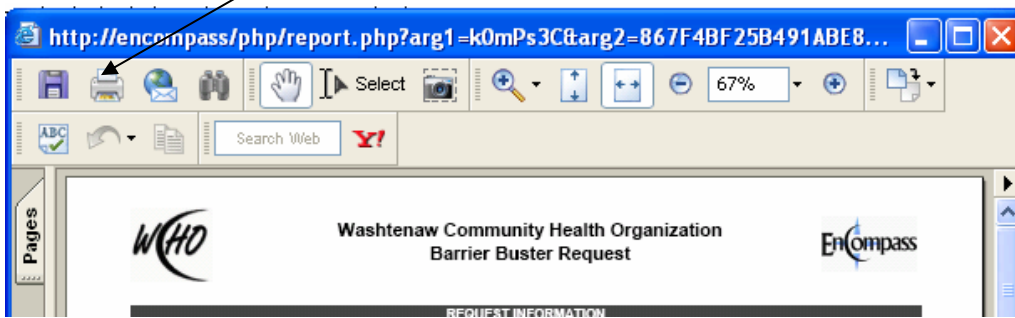 http://encompass/php/report.php?arg1=k0mPs3C&arg2=867F4BF25B491ABE8...
Select
67%
ABC
Search Web
Y!
Pages
WCHO
Washtenaw Community Health Organization
Barrier Buster Request
EnCompass
REQUEST INFORMATION